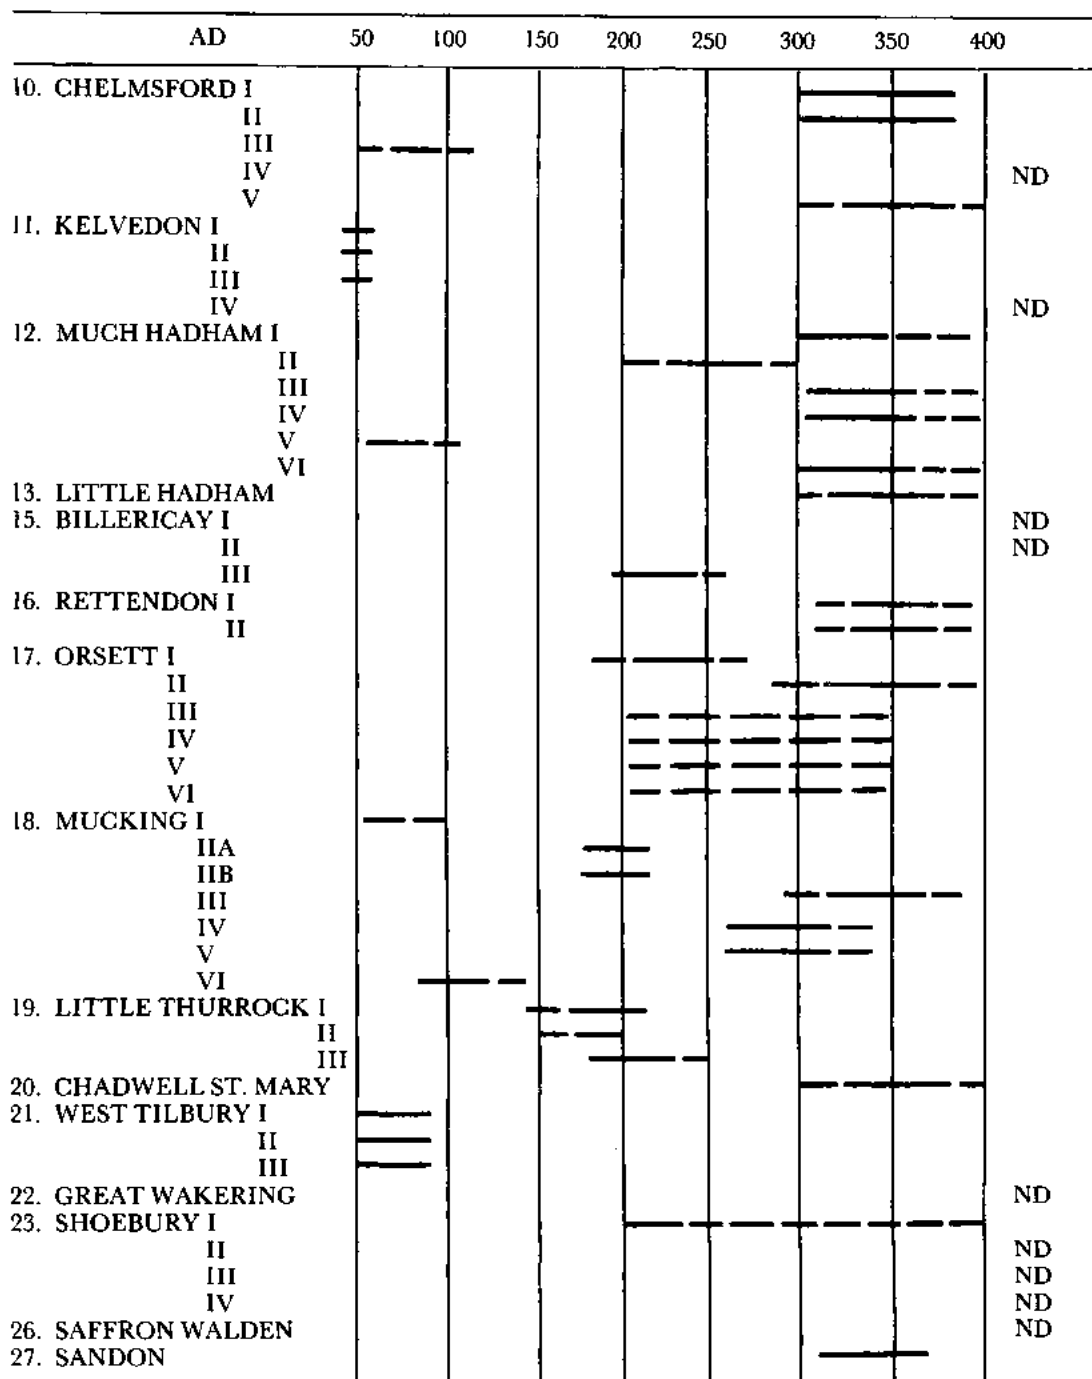 AD 50 100 150 200 250 300 350 400
10. CHELMSFORD I
II
III
IV ND
V
11. KELVEDON I
II
III
IV ND
12. MUCH HADHAM I
II
III
IV
V
VI
13. LITTLE HADHAM
15. BILLERICAY I ND
II ND
III
16. RETTENDON I
II
17. ORSETT I
II
III
IV
V
VI
18. MUCKING I
IIA
IIB
III
IV
V
VI
19. LITTLE THURROCK I
II
III
20. CHADWELL ST. MARY
21. WEST TILBURY I
II
III
22. GREAT WAKERING ND
23. SHOEBURY I
II ND
III ND
IV ND
26. SAFFRON WALDEN ND
27. SANDON